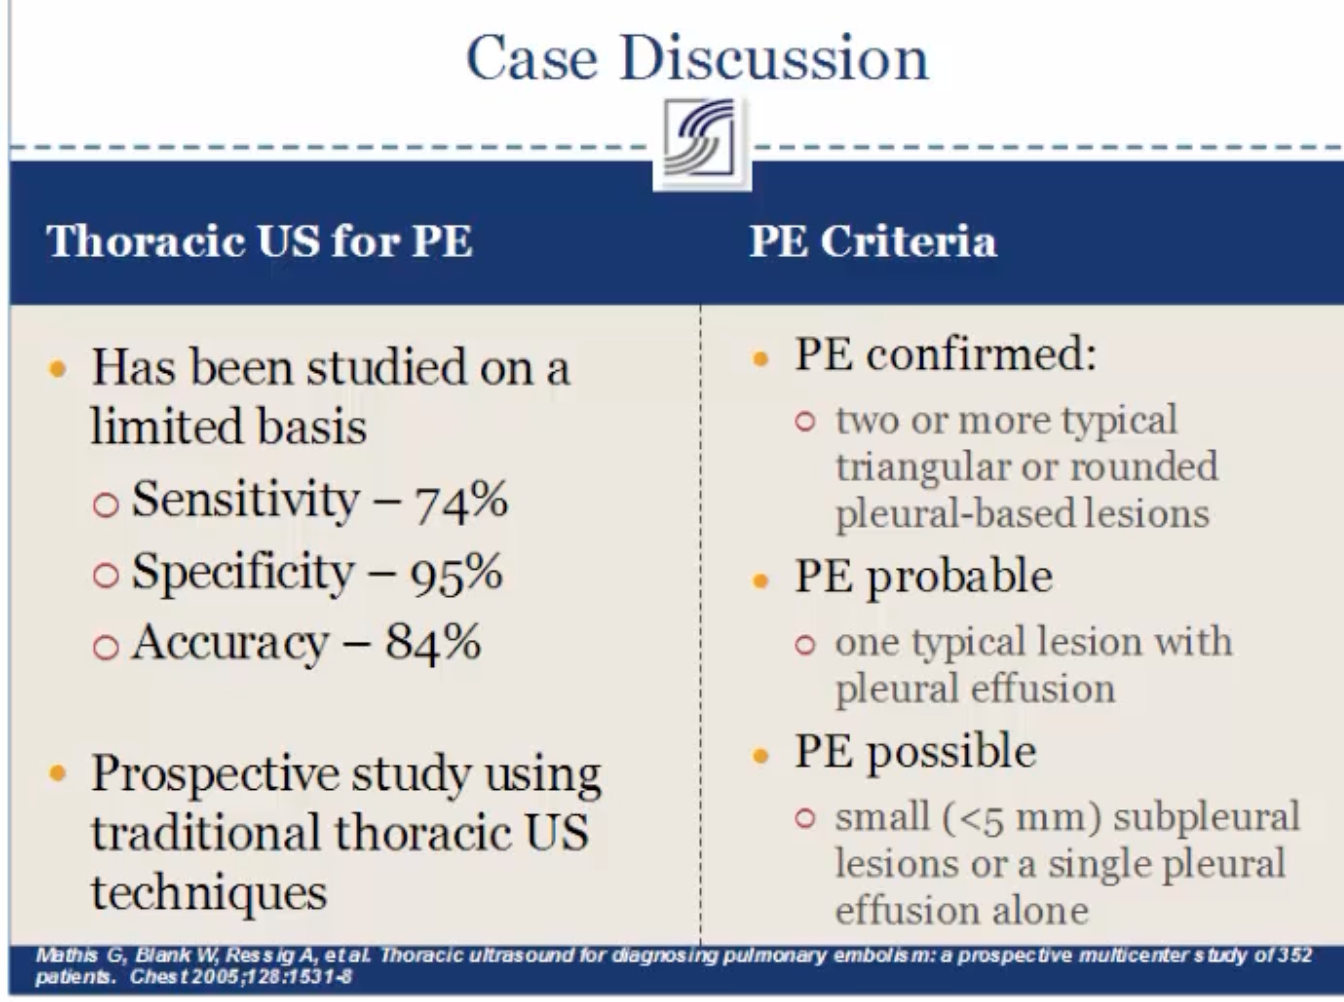 Case Discussion
Thoracic US for PE
• Has been studied on a
limited basis
○ Sensitivity – 74%
○ Specificity – 95%
○ Accuracy – 84%
• Prospective study using
traditional thoracic US
techniques
PE Criteria
• PE confirmed:
○ two or more typical
triangular or rounded
pleural-based lesions
• PE probable
○ one typical lesion with
pleural effusion
• PE possible
○ small (<5 mm) subpleural
lesions or a single pleural
effusion alone
Mathis G, Blank W, Ressig A, et al. Thoracic ultrasound for diagnosing pulmonary embolism: a prospective multicenter study of 352
patients. Chest 2005;128:1531-8